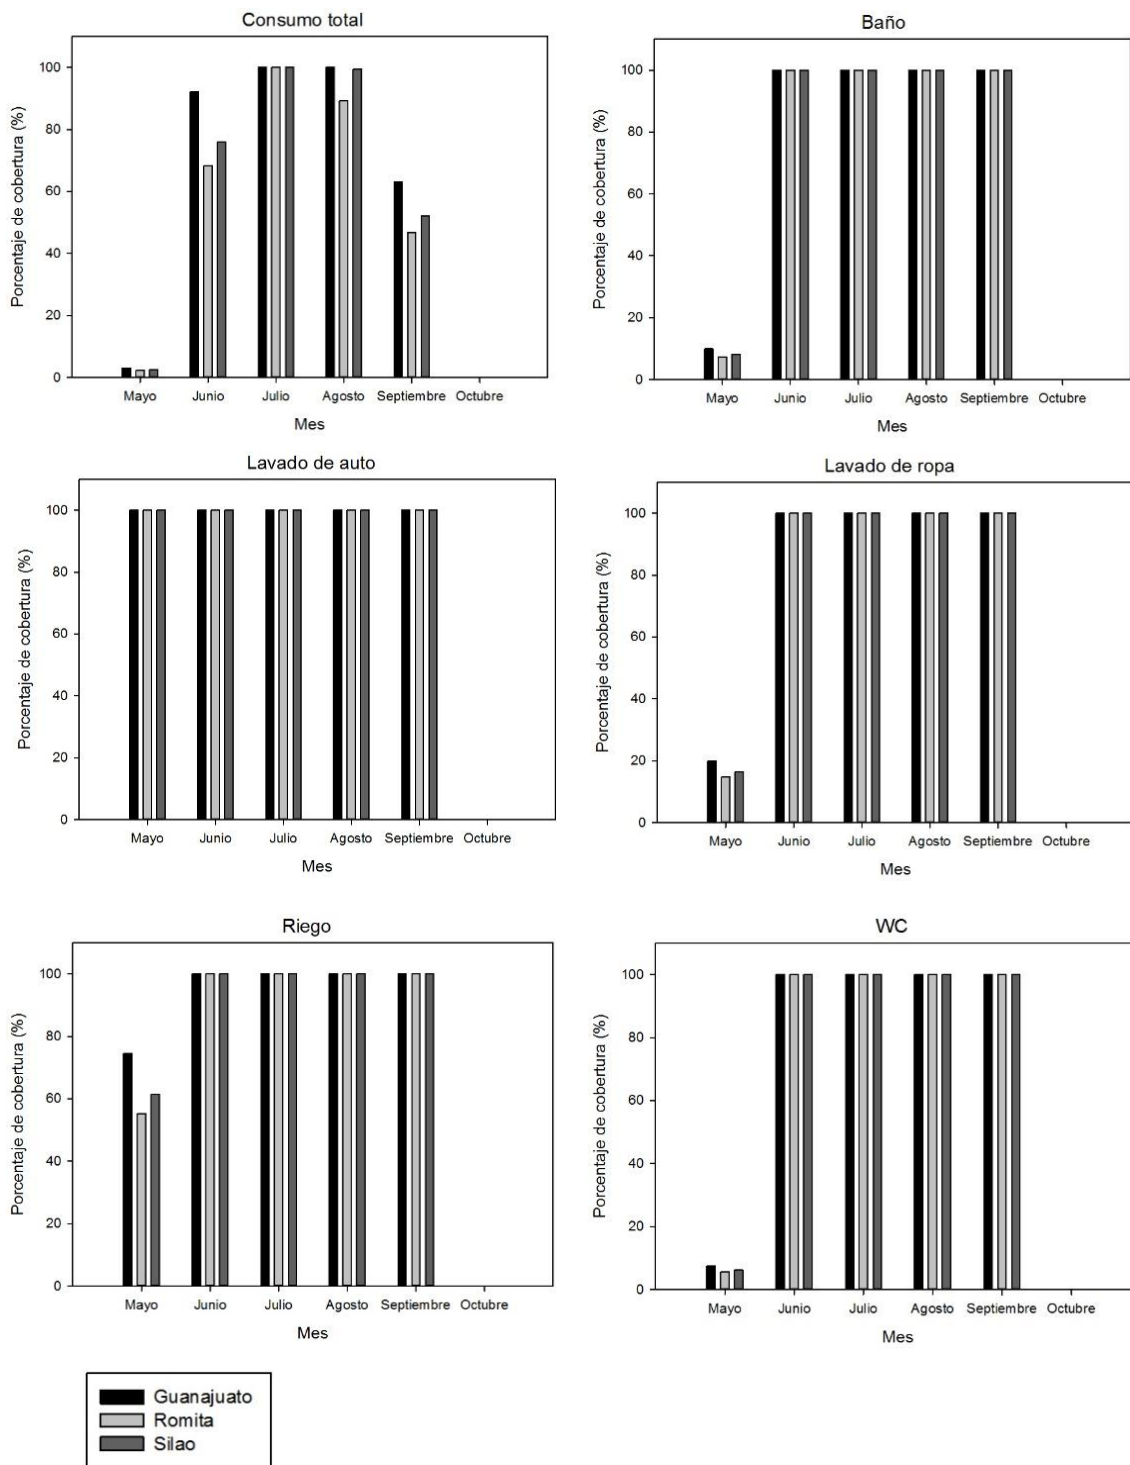 Consumo total
Porcentaje de cobertura (%)
100
80
60
40
20
0
Mayo Junio Julio Agosto Septiembre Octubre
Mes
Baño
Porcentaje de cobertura (%)
100
80
60
40
20
0
Mayo Junio Julio Agosto Septiembre Octubre
Mes
Lavado de auto
Porcentaje de cobertura (%)
100
80
60
40
20
0
Mayo Junio Julio Agosto Septiembre Octubre
Mes
Lavado de ropa
Porcentaje de cobertura (%)
100
80
60
40
20
0
Mayo Junio Julio Agosto Septiembre Octubre
Mes
Riego
Porcentaje de cobertura (%)
100
80
60
40
20
0
Mayo Junio Julio Agosto Septiembre Octubre
Mes
WC
Porcentaje de cobertura (%)
100
80
60
40
20
0
Mayo Junio Julio Agosto Septiembre Octubre
Mes
Guanajuato
Romita
Silao